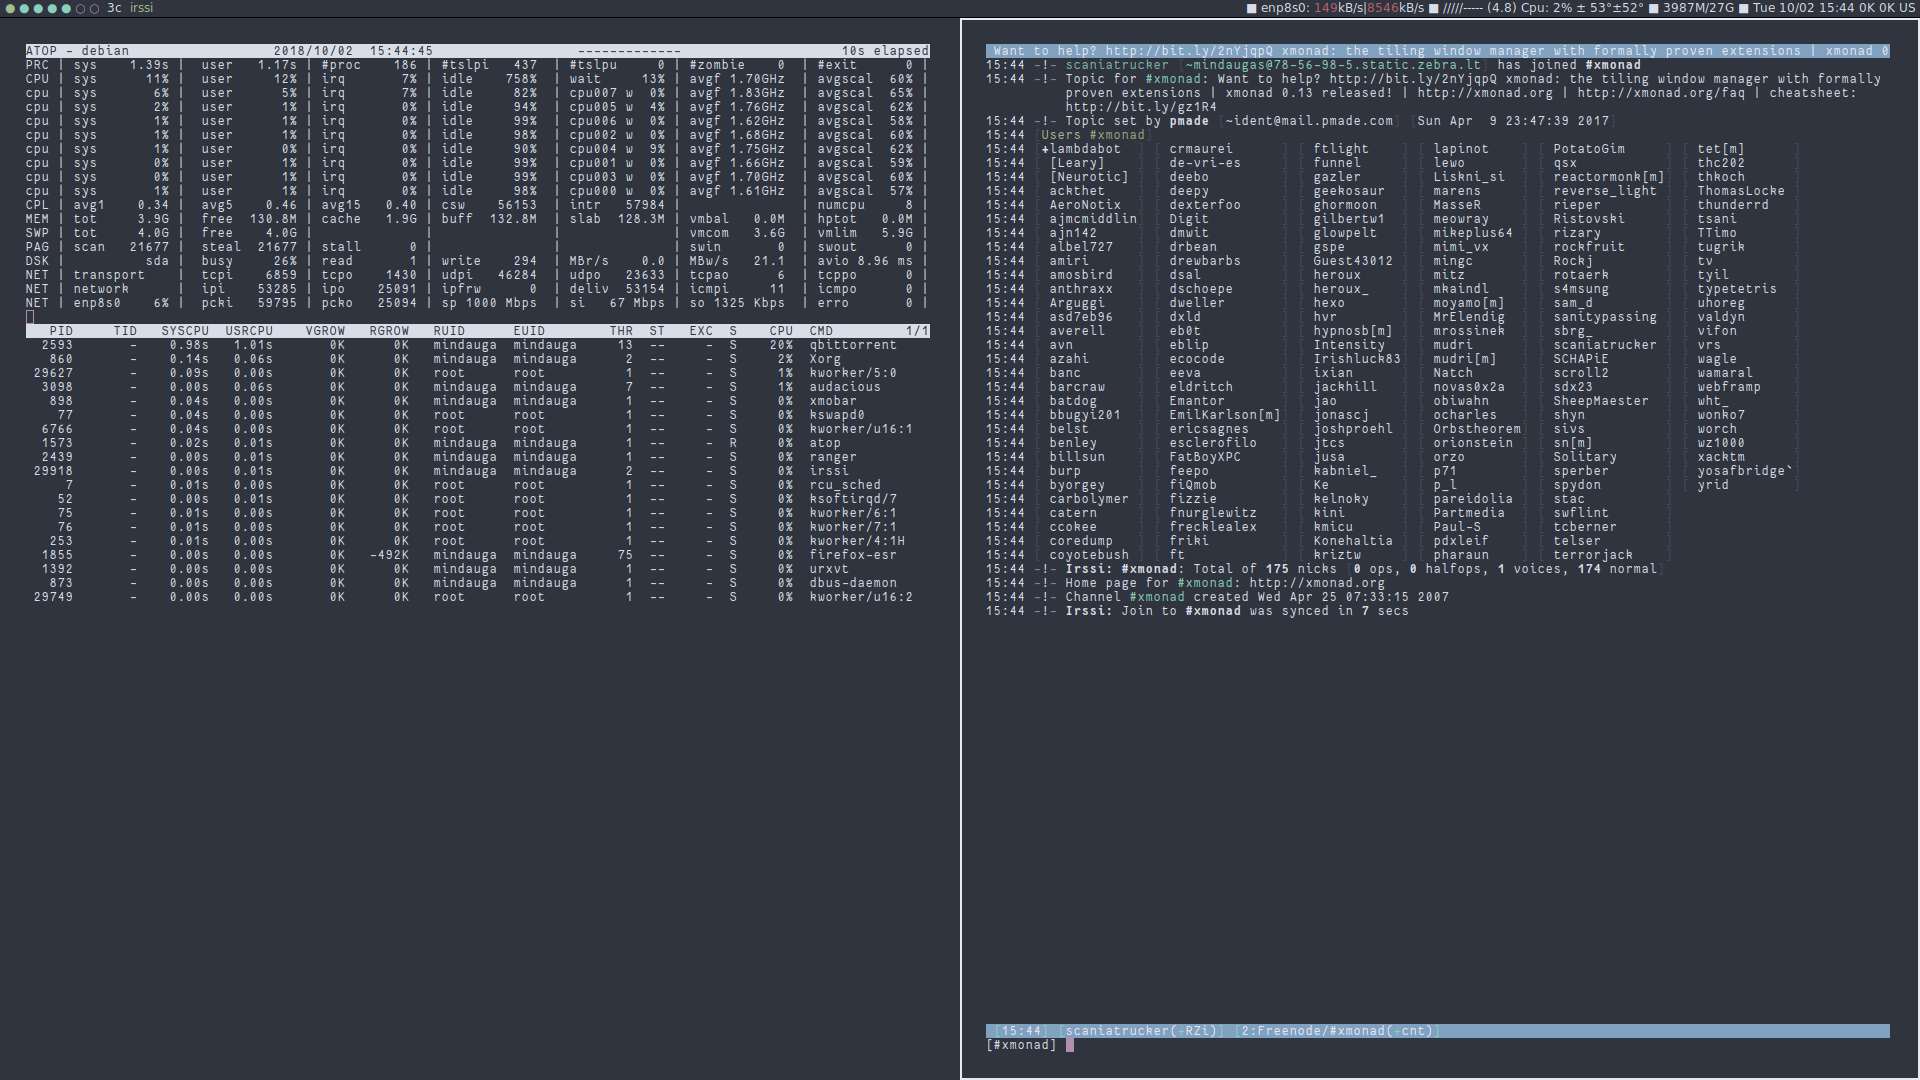 3c irssi
enp8s0: 149kB/s|8546kB/s /////----- (4.8) Cpu: 2% ± 53°±52° 3987M/27G Tue 10/02 15:44 0K 0K US
ATOP - debian 2018/10/02 15:44:45 ------------- 10s elapsed
PRC | sys 1.39s | user 1.17s | #proc 186 | #tslpi 437 | #tslpu 0 | #zombie 0 | #exit 0 |
CPU | sys 11% | user 12% | irq 7% | idle 758% | wait 13% | avgf 1.70GHz | avgscal 60% |
cpu | sys 6% | user 5% | irq 7% | idle 82% | cpu007 w 0% | avgf 1.83GHz | avgscal 65% |
cpu | sys 2% | user 1% | irq 0% | idle 94% | cpu005 w 4% | avgf 1.76GHz | avgscal 62% |
cpu | sys 1% | user 1% | irq 0% | idle 99% | cpu006 w 0% | avgf 1.62GHz | avgscal 58% |
cpu | sys 1% | user 1% | irq 0% | idle 98% | cpu002 w 0% | avgf 1.68GHz | avgscal 60% |
cpu | sys 1% | user 0% | irq 0% | idle 90% | cpu004 w 9% | avgf 1.75GHz | avgscal 62% |
cpu | sys 0% | user 1% | irq 0% | idle 99% | cpu001 w 0% | avgf 1.66GHz | avgscal 59% |
cpu | sys 0% | user 1% | irq 0% | idle 99% | cpu003 w 0% | avgf 1.70GHz | avgscal 60% |
cpu | sys 1% | user 1% | irq 0% | idle 98% | cpu000 w 0% | avgf 1.61GHz | avgscal 57% |
CPL | avg1 0.34 | avg5 0.46 | avg15 0.40 | csw 56153 | intr 57984 | | numcpu 8 |
MEM | tot 3.9G | free 130.8M | cache 1.9G | buff 132.8M | slab 128.3M | vmbal 0.0M | hptot 0.0M |
SWP | tot 4.0G | free 4.0G | | | | vmcom 3.6G | vmlim 5.9G |
PAG | scan 21677 | steal 21677 | stall 0 | | | swin 0 | swout 0 |
DSK | sda | busy 26% | read 1 | write 294 | MBr/s 0.0 | MBw/s 21.1 | avio 8.96 ms |
NET | transport | tcpi 6859 | tcpo 1430 | udpi 46284 | udpo 23633 | tcpao 6 | tcppo 0 |
NET | network | ipi 53285 | ipo 25091 | ipfrw 0 | deliv 53154 | icmpi 11 | icmpo 0 |
NET | enp8s0 6% | pcki 59795 | pcko 25094 | sp 1000 Mbps | si 67 Mbps | so 1325 Kbps | erro 0 |
PID TID SYSCPU USRCPU VGROW RGROW RUID EUID THR ST EXC S CPU CMD 1/1
2593 - 0.98s 1.01s 0K 0K mindauga mindauga 13 -- - S 20% qbittorrent
860 - 0.14s 0.06s 0K 0K mindauga mindauga 2 -- - S 2% Xorg
29627 - 0.09s 0.00s 0K 0K root root 1 -- - S 1% kworker/5:0
3098 - 0.00s 0.06s 0K 0K mindauga mindauga 7 -- - S 1% audacious
898 - 0.04s 0.00s 0K 0K mindauga mindauga 1 -- - S 0% xmobar
77 - 0.04s 0.00s 0K 0K root root 1 -- - S 0% kswapd0
6766 - 0.04s 0.00s 0K 0K root root 1 -- - S 0% kworker/u16:1
1573 - 0.02s 0.01s 0K 0K mindauga mindauga 1 -- - R 0% atop
2439 - 0.00s 0.01s 0K 0K mindauga mindauga 1 -- - S 0% ranger
29918 - 0.00s 0.01s 0K 0K mindauga mindauga 2 -- - S 0% irssi
7 - 0.01s 0.00s 0K 0K root root 1 -- - S 0% rcu_sched
52 - 0.00s 0.01s 0K 0K root root 1 -- - S 0% ksoftirqd/7
75 - 0.01s 0.00s 0K 0K root root 1 -- - S 0% kworker/6:1
76 - 0.01s 0.00s 0K 0K root root 1 -- - S 0% kworker/7:1
253 - 0.01s 0.00s 0K 0K root root 1 -- - S 0% kworker/4:1H
1855 - 0.00s 0.00s 0K -492K mindauga mindauga 75 -- - S 0% firefox-esr
1392 - 0.00s 0.00s 0K 0K mindauga mindauga 1 -- - S 0% urxvt
873 - 0.00s 0.00s 0K 0K mindauga mindauga 1 -- - S 0% dbus-daemon
29749 - 0.00s 0.00s 0K 0K root root 1 -- - S 0% kworker/u16:2
Want to help? http://bit.ly/2nYjqpQ xmonad: the tiling window manager with formally proven extensions | xmonad 0
15:44 -!- scaniatrucker [~mindaugas@78-56-98-5.static.zebra.lt] has joined #xmonad
15:44 -!- Topic for #xmonad: Want to help? http://bit.ly/2nYjqpQ xmonad: the tiling window manager with formally
proven extensions | xmonad 0.13 released! | http://xmonad.org | http://xmonad.org/faq | cheatsheet:
http://bit.ly/gz1R4
15:44 -!- Topic set by pmade [~ident@mail.pmade.com] [Sun Apr 9 23:47:39 2017]
15:44 [Users #xmonad]
15:44 [+lambdabot ] [ crmaurei ] [ ftlight ] [ lapinot ] [ PotatoGim ] [ tet[m] ]
15:44 [ [Leary] ] [ de-vri-es ] [ funnel ] [ lewo ] [ qsx ] [ thc202 ]
15:44 [ [Neurotic] ] [ deebo ] [ gazler ] [ Liskni_si ] [ reactormonk[m] ] [ thkoch ]
15:44 [ ackthet ] [ deepy ] [ geekosaur ] [ marens ] [ reverse_light ] [ ThomasLocke ]
15:44 [ AeroNotix ] [ dexterfoo ] [ ghormoon ] [ MasseR ] [ rieper ] [ thunderrd ]
15:44 [ ajmcmiddlin ] [ Digit ] [ gilbertw1 ] [ meowray ] [ Ristovski ] [ tsani ]
15:44 [ ajn142 ] [ dmwit ] [ glowpelt ] [ mikeplus64 ] [ rizary ] [ TTimo ]
15:44 [ albel727 ] [ drbean ] [ gspe ] [ mimi_vx ] [ rockfruit ] [ tugrik ]
15:44 [ amiri ] [ drewbarbs ] [ Guest43012 ] [ mingc ] [ Rockj ] [ tv ]
15:44 [ amosbird ] [ dsal ] [ heroux ] [ mitz ] [ rotaerk ] [ tyil ]
15:44 [ anthraxx ] [ dschoepe ] [ heroux_ ] [ mkaindl ] [ s4msung ] [ typetetris ]
15:44 [ Arguggi ] [ dweller ] [ hexo ] [ moyamo[m] ] [ sam_d ] [ uhoreg ]
15:44 [ asd7eb96 ] [ dxld ] [ hvr ] [ MrElendig ] [ sanitypassing ] [ valdyn ]
15:44 [ averell ] [ eb0t ] [ hypnosb[m] ] [ mrossinek ] [ sbrg_ ] [ vifon ]
15:44 [ avn ] [ eblip ] [ Intensity ] [ mudri ] [ scaniatrucker ] [ vrs ]
15:44 [ azahi ] [ ecocode ] [ Irishluck83 ] [ mudri[m] ] [ SCHAPiE ] [ wagle ]
15:44 [ banc ] [ eeva ] [ ixian ] [ Natch ] [ scroll2 ] [ wamaral ]
15:44 [ barcraw ] [ eldritch ] [ jackhill ] [ novas0x2a ] [ sdx23 ] [ webframp ]
15:44 [ batdog ] [ Emantor ] [ jao ] [ obiwahn ] [ SheepMaester ] [ wht_ ]
15:44 [ bbugyi201 ] [ EmilKarlson[m] ] [ jonascj ] [ ocharles ] [ shyn ] [ wonko7 ]
15:44 [ belst ] [ ericsagnes ] [ joshproehl ] [ Orbstheorem ] [ sivs ] [ worch ]
15:44 [ benley ] [ esclerofilo ] [ jtcs ] [ orionstein ] [ sn[m] ] [ wz1000 ]
15:44 [ billsun ] [ FatBoyXPC ] [ jusa ] [ orzo ] [ Solitary ] [ xacktm ]
15:44 [ burp ] [ feepo ] [ kabniel_ ] [ p71 ] [ sperber ] [ yosafbridge` ]
15:44 [ byorgey ] [ fiQmob ] [ Ke ] [ p_l ] [ spydon ] [ yrid ]
15:44 [ carbolymer ] [ fizzie ] [ kelnoky ] [ pareidolia ] [ stac ]
15:44 [ catern ] [ fnurglewitz ] [ kini ] [ Partmedia ] [ swflint ]
15:44 [ ccokee ] [ frecklealex ] [ kmicu ] [ Paul-S ] [ tcberner ]
15:44 [ coredump ] [ friki ] [ Konehaltia ] [ pdxleif ] [ telser ]
15:44 [ coyotebush ] [ ft ] [ kriztw ] [ pharaun ] [ terrorjack ]
15:44 -!- Irssi: #xmonad: Total of 175 nicks [0 ops, 0 halfops, 1 voices, 174 normal]
15:44 -!- Home page for #xmonad: http://xmonad.org
15:44 -!- Channel #xmonad created Wed Apr 25 07:33:15 2007
15:44 -!- Irssi: Join to #xmonad was synced in 7 secs
[15:44] [scaniatrucker(+RZi)] [2:Freenode/#xmonad(+cnt)]
[#xmonad]